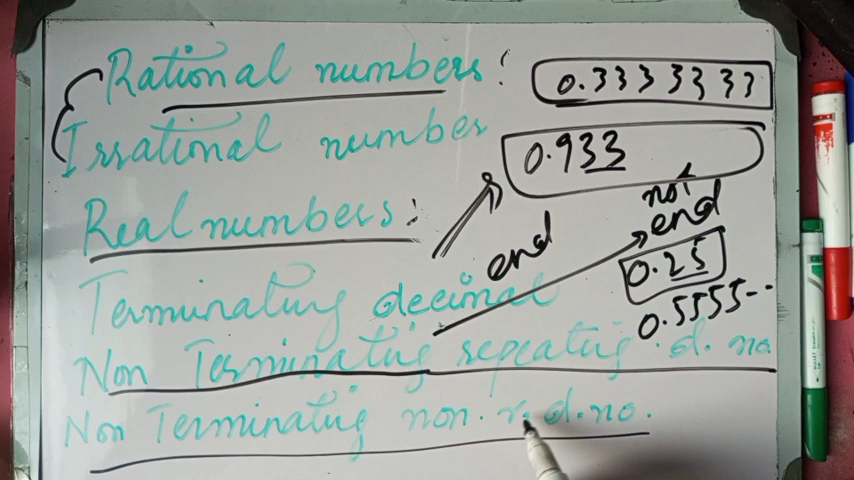 Rational numbers:
0.3333333
Irrational number
0.933
Real numbers:
not
end
end
0.25
Terminating decimal
0.5555--
Non Terminating repeating.d.no.
Non Terminating non.r.d.no.